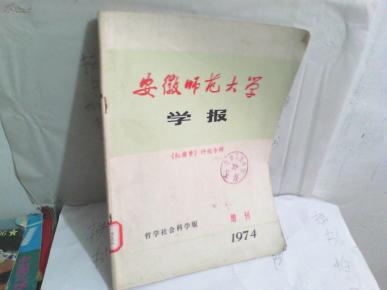 安徽师范大学
学报
《红楼梦》评论专辑
哲学社会科学版
增刊
1974